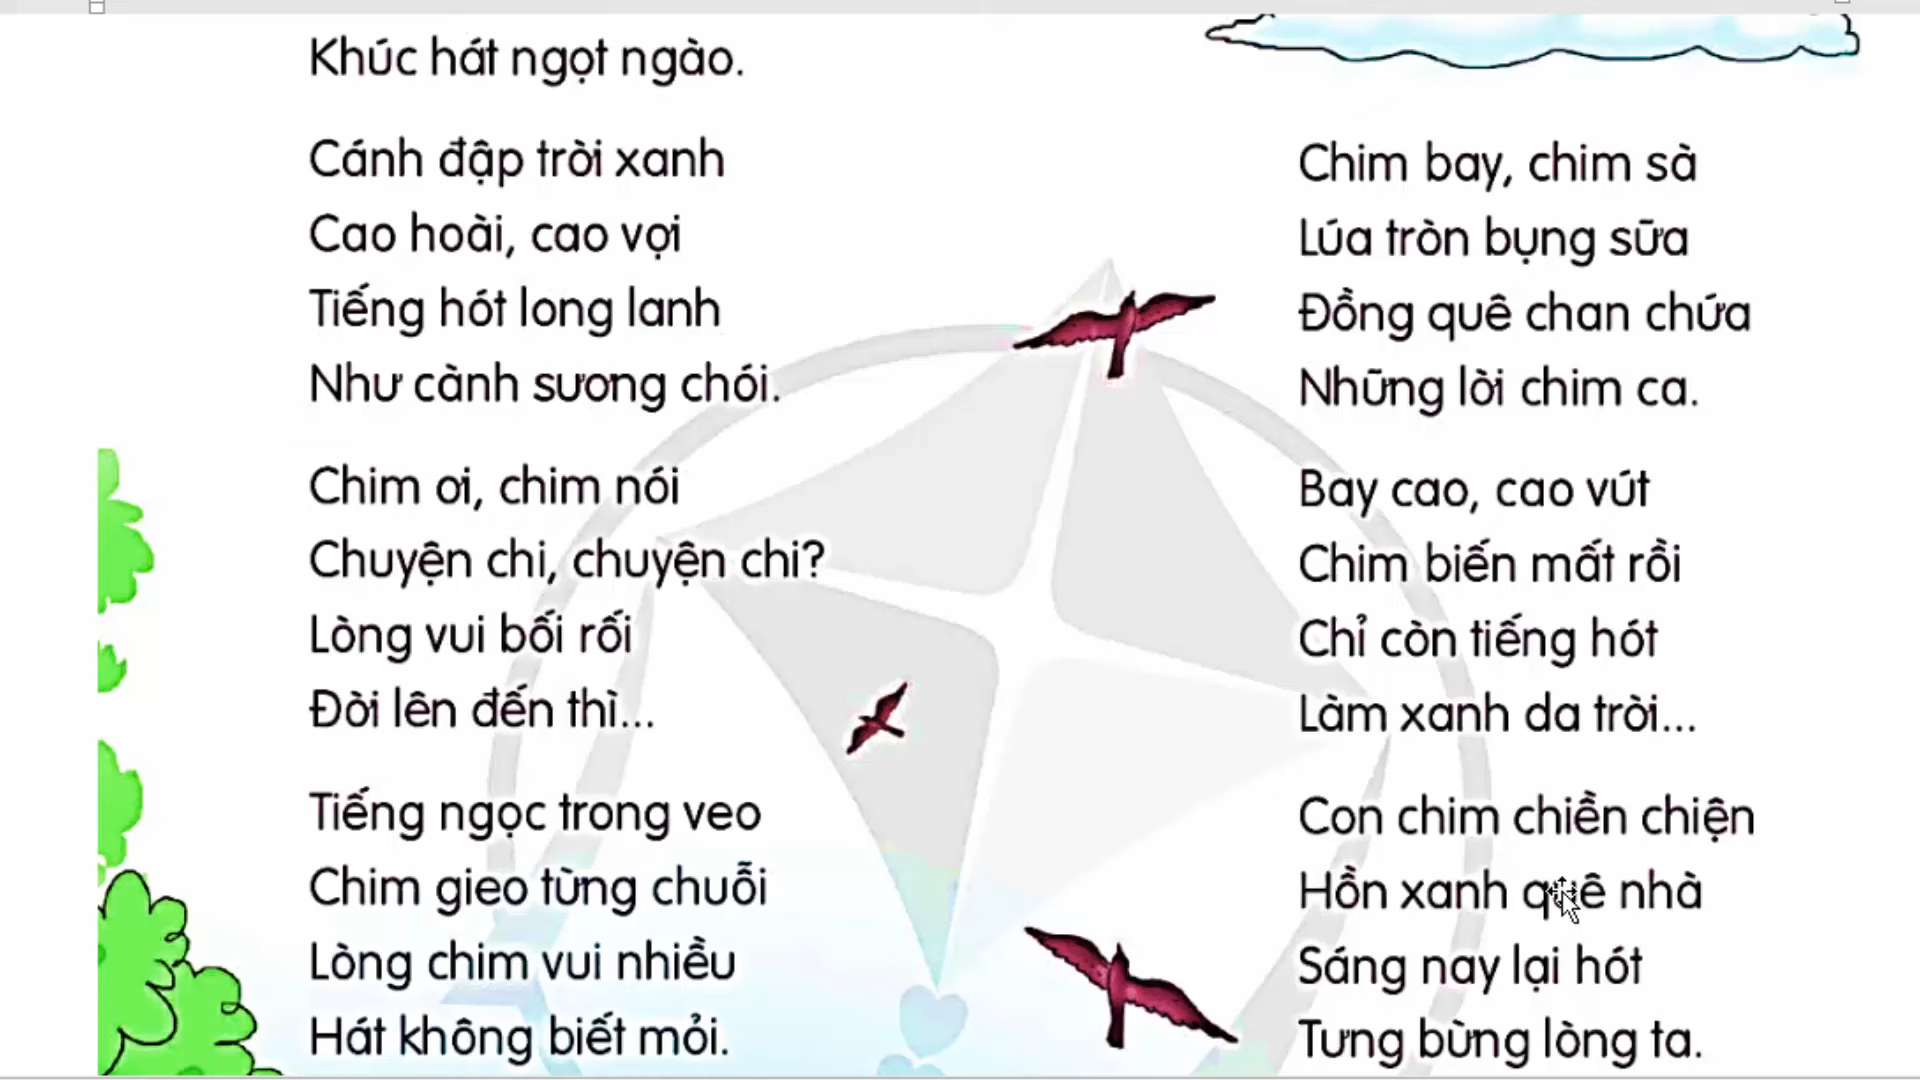 Khúc hát ngọt ngào.
Cánh đập trời xanh
Cao hoài, cao vợi
Tiếng hót long lanh
Như cành sương chói.
Chim ơi, chim nói
Chuyện chi, chuyện chi?
Lòng vui bối rối
Đời lên đến thì...
Tiếng ngọc trong veo
Chim gieo từng chuỗi
Lòng chim vui nhiều
Hát không biết mỏi.
Chim bay, chim sà
Lúa tròn bụng sữa
Đồng quê chan chứa
Những lời chim ca.
Bay cao, cao vút
Chim biến mất rồi
Chỉ còn tiếng hót
Làm xanh da trời...
Con chim chiền chiện
Hồn xanh quê nhà
Sáng nay lại hót
Tưng bừng lòng ta.